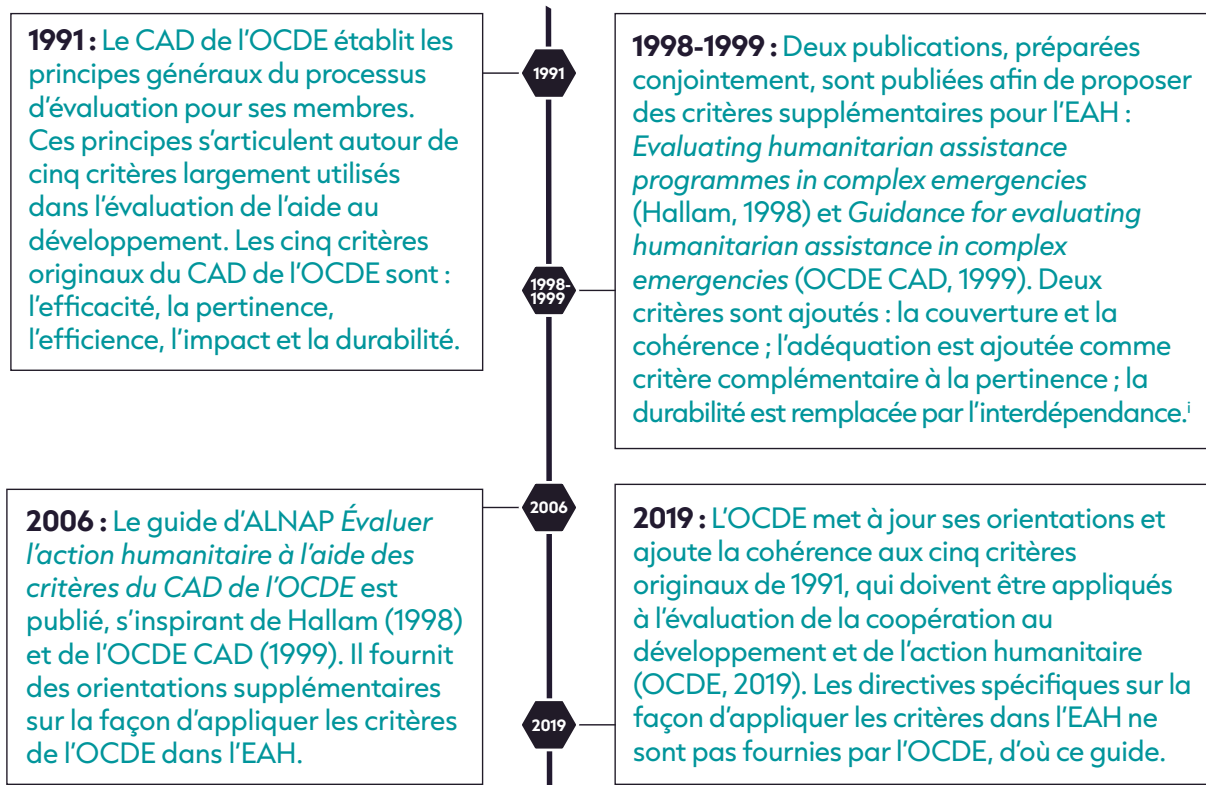 1991 : Le CAD de l'OCDE établit les
principes généraux du processus
d'évaluation pour ses membres.
Ces principes s'articulent autour de
cinq critères largement utilisés
dans l'évaluation de l'aide au
développement. Les cinq critères
originaux du CAD de l'OCDE sont :
l'efficacité, la pertinence,
l'efficience, l'impact et la durabilité.
1991
1998-1999 : Deux publications, préparées
conjointement, sont publiées afin de proposer
des critères supplémentaires pour l'EAH :
Evaluating humanitarian assistance
programmes in complex emergencies
(Hallam, 1998) et Guidance for evaluating
humanitarian assistance in complex
emergencies (OCDE CAD, 1999). Deux
critères sont ajoutés : la couverture et la
cohérence ; l'adéquation est ajoutée comme
critère complémentaire à la pertinence ; la
durabilité est remplacée par l'interdépendance.i
1998-
1999
2006 : Le guide d'ALNAP Évaluer
l'action humanitaire à l'aide des
critères du CAD de l'OCDE est
publié, s'inspirant de Hallam (1998)
et de l'OCDE CAD (1999). Il fournit
des orientations supplémentaires
sur la façon d'appliquer les critères
de l'OCDE dans l'EAH.
2006
2019 : L'OCDE met à jour ses orientations et
ajoute la cohérence aux cinq critères
originaux de 1991, qui doivent être appliqués
à l'évaluation de la coopération au
développement et de l'action humanitaire
(OCDE, 2019). Les directives spécifiques sur la
façon d'appliquer les critères dans l'EAH ne
sont pas fournies par l'OCDE, d'où ce guide.
2019